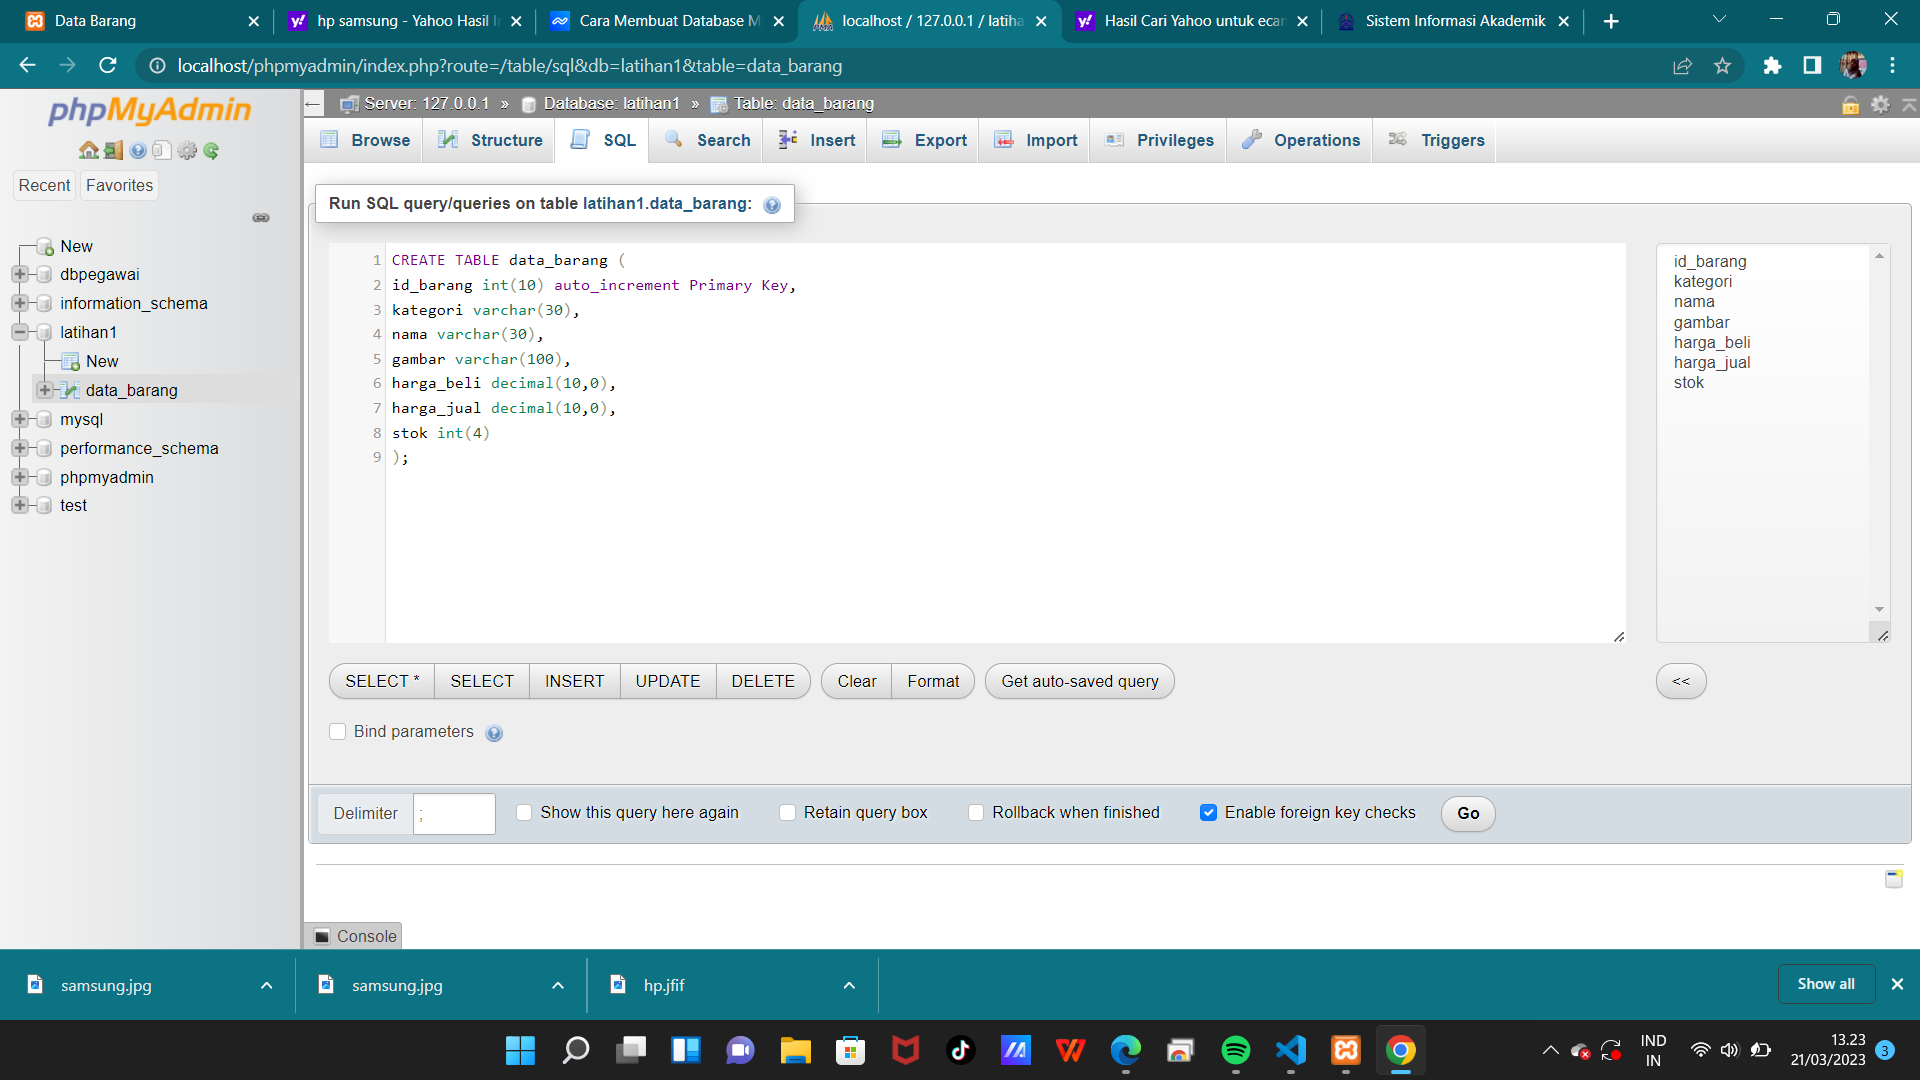 Data Barang
hp samsung - Yahoo Hasil
Cara Membuat Database M
localhost / 127.0.0.1 / latiha
Hasil Cari Yahoo untuk ecan
Sistem Informasi Akademik
localhost/phpmyadmin/index.php?route=/table/sql&db=latihan1&table=data_barang
phpMyAdmin
Recent
Favorites
New
dbpegawai
information_schema
latihan1
New
data_barang
mysql
performance_schema
phpmyadmin
test
Server: 127.0.0.1 » Database: latihan1 » Table: data_barang
Browse
Structure
SQL
Search
Insert
Export
Import
Privileges
Operations
Triggers
Run SQL query/queries on table latihan1.data_barang:
1 CREATE TABLE data_barang (
2 id_barang int(10) auto_increment Primary Key,
3 kategori varchar(30),
4 nama varchar(30),
5 gambar varchar(100),
6 harga_beli decimal(10,0),
7 harga_jual decimal(10,0),
8 stok int(4)
9 );
id_barang
kategori
nama
gambar
harga_beli
harga_jual
stok
SELECT *
SELECT
INSERT
UPDATE
DELETE
Clear
Format
Get auto-saved query
<<
Bind parameters
Delimiter
;
Show this query here again
Retain query box
Rollback when finished
Enable foreign key checks
Go
Console
samsung.jpg
samsung.jpg
hp.jfif
Show all
IND
IN
13.23
21/03/2023
3